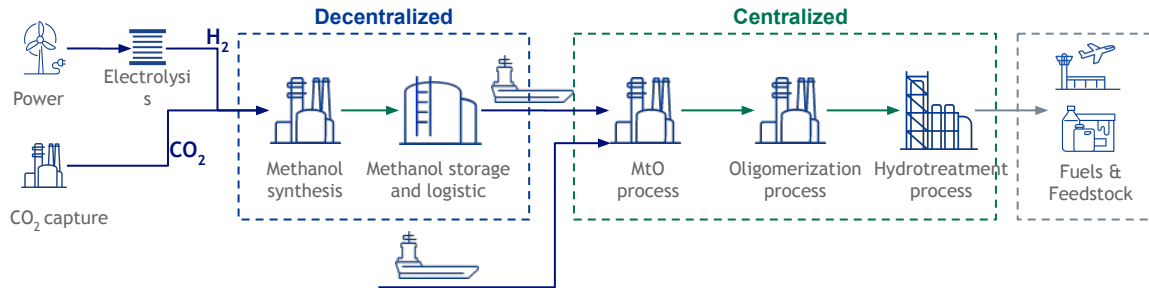 Decentralized
Centralized
H₂
Power
Electrolysi
s
CO₂
CO₂ capture
Methanol
synthesis
Methanol storage
and logistic
MtO
process
Oligomerization
process
Hydrotreatment
process
Fuels &
Feedstock